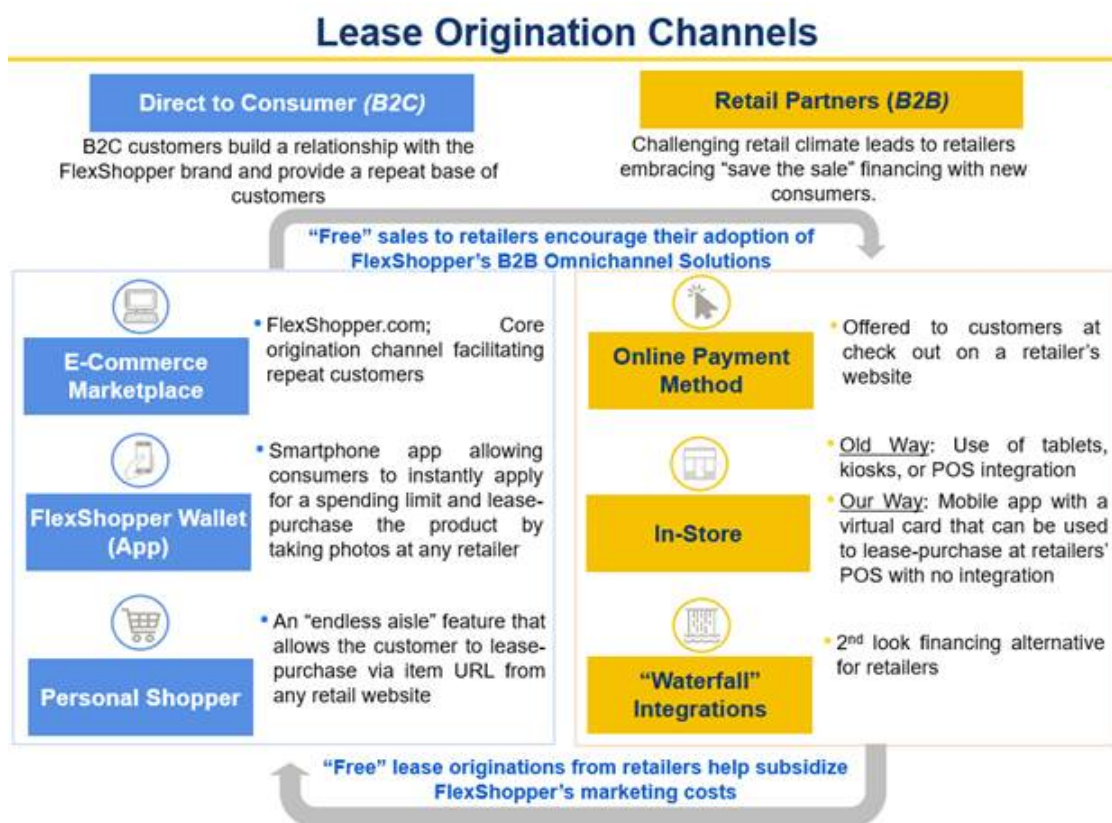 Lease Origination Channels
Direct to Consumer (B2C)
B2C customers build a relationship with the
FlexShopper brand and provide a repeat base of
customers
Retail Partners (B2B)
Challenging retail climate leads to retailers
embracing “save the sale” financing with new
consumers.
“Free” sales to retailers encourage their adoption of
FlexShopper’s B2B Omnichannel Solutions
E-Commerce
Marketplace
• FlexShopper.com; Core
origination channel facilitating
repeat customers
FlexShopper Wallet
(App)
• Smartphone app allowing
consumers to instantly apply
for a spending limit and lease-
purchase the product by
taking photos at any retailer
Personal Shopper
• An “endless aisle” feature that
allows the customer to lease-
purchase via item URL from
any retail website
Online Payment
Method
• Offered to customers at
check out on a retailer’s
website
In-Store
• Old Way: Use of tablets,
kiosks, or POS integration
• Our Way: Mobile app with a
virtual card that can be used
to lease-purchase at retailers’
POS with no integration
“Waterfall”
Integrations
• 2nd look financing alternative
for retailers
“Free” lease originations from retailers help subsidize
FlexShopper’s marketing costs